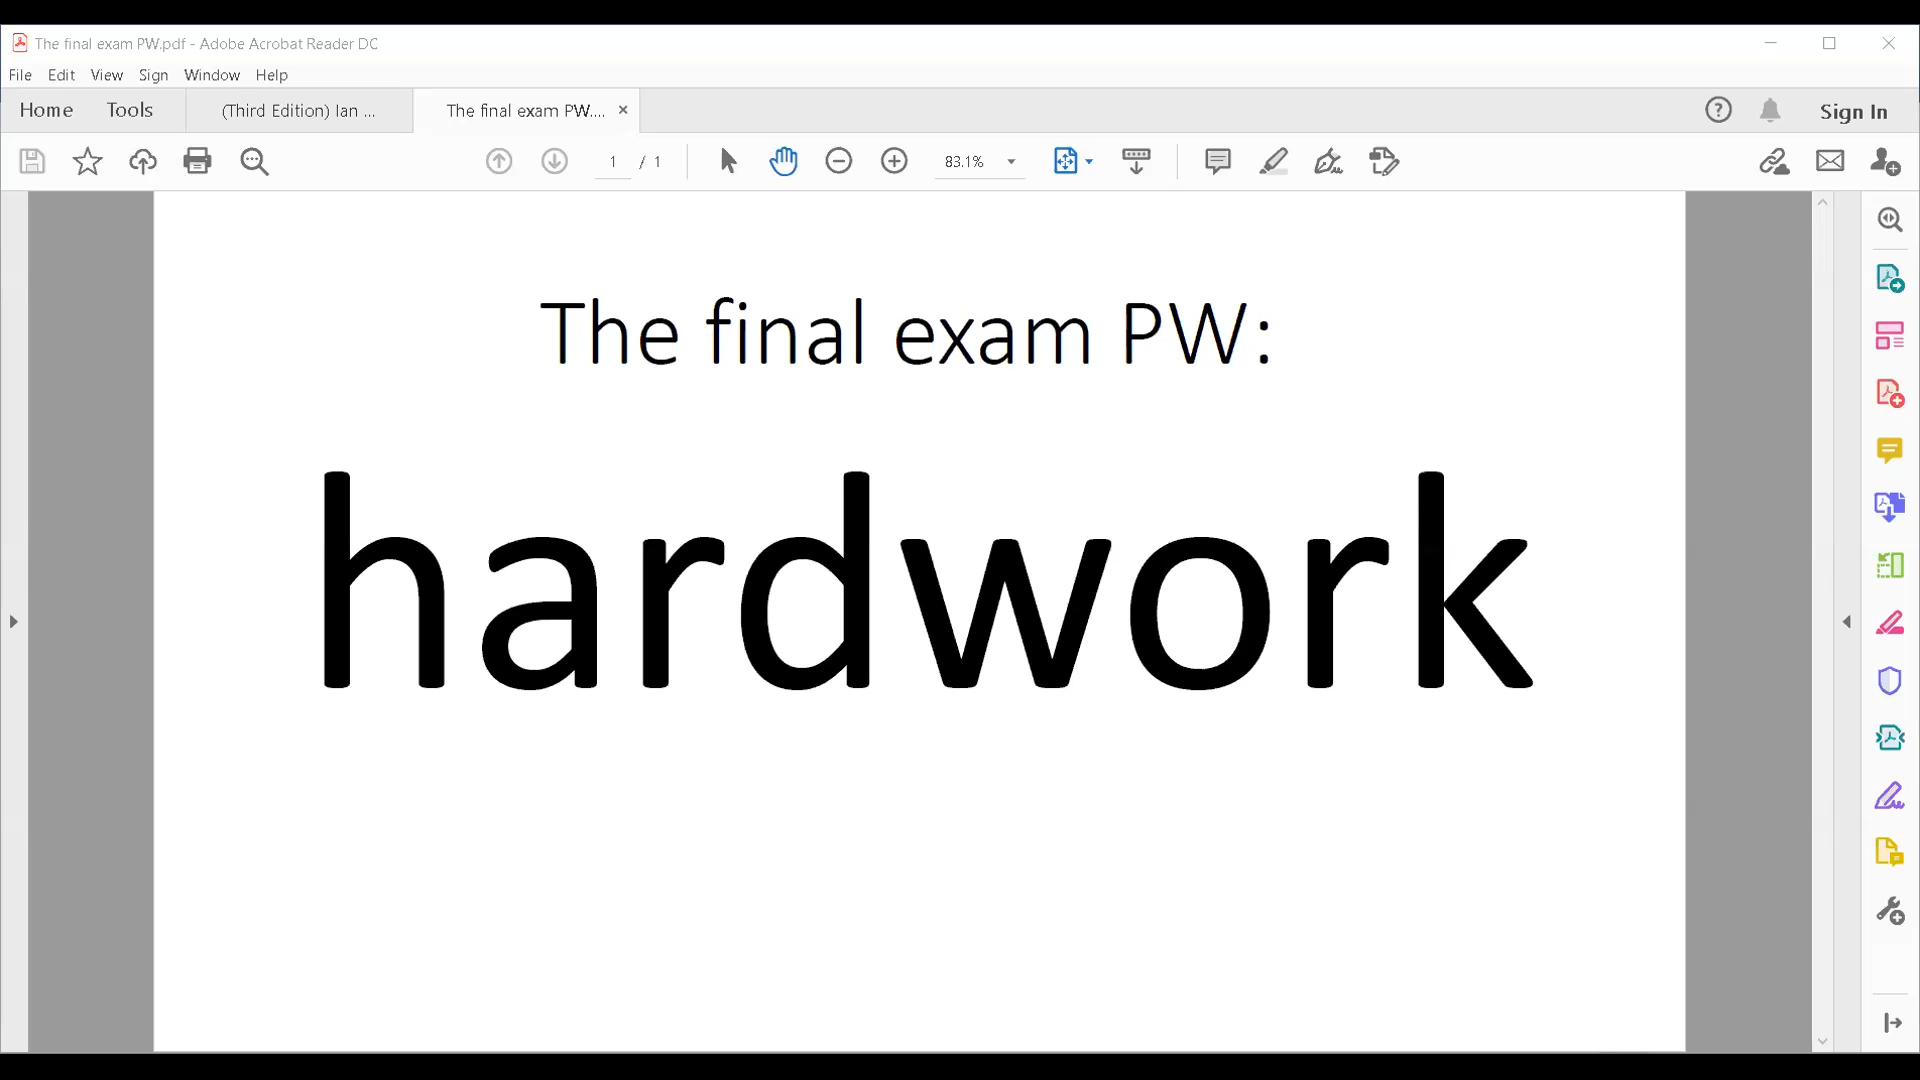 The final exam PW.pdf - Adobe Acrobat Reader DC
File Edit View Sign Window Help
Home Tools (Third Edition) Ian ... The final exam PW.... Sign In
1 / 1 83.1%
The final exam PW:
hardwork